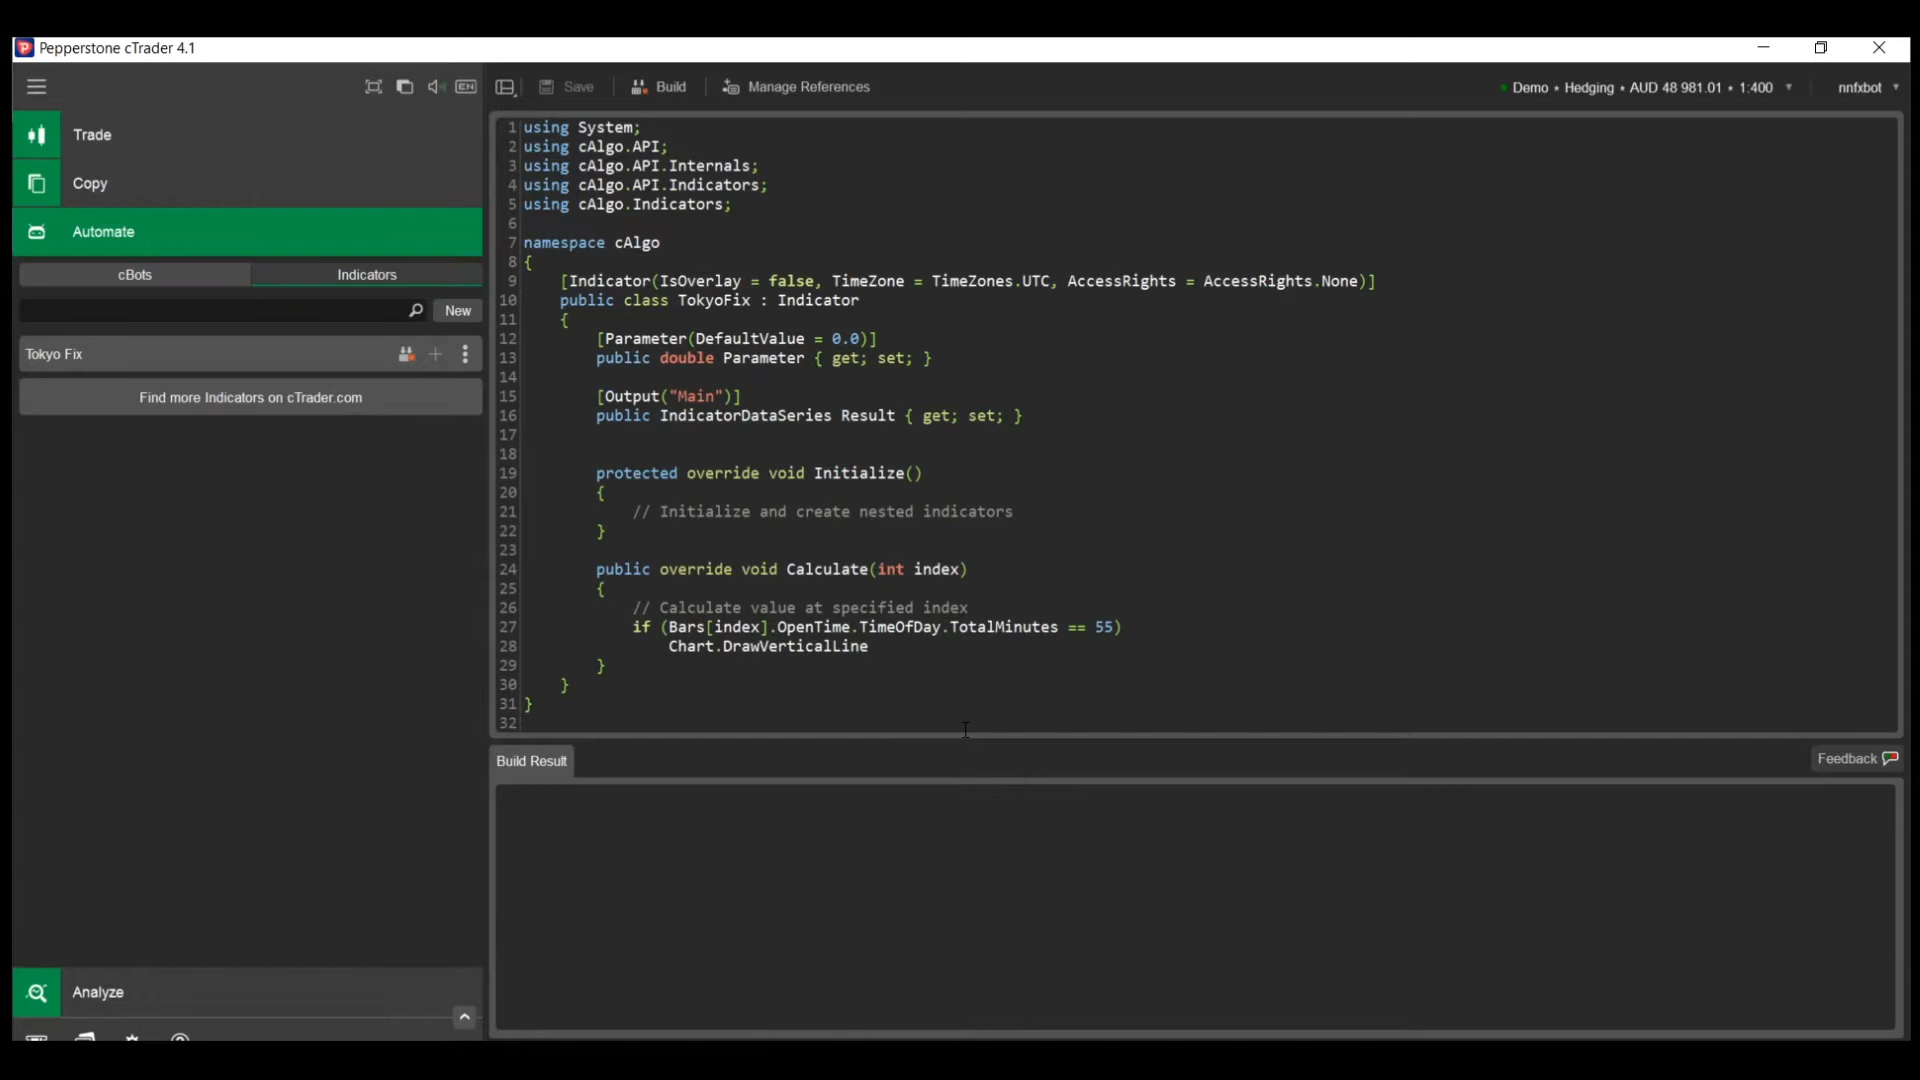 Pepperstone cTrader 4.1
EN
Save
Build
Manage References
Demo • Hedging • AUD 48 981.01 • 1:400
nnfxbot
Trade
Copy
Automate
cBots
Indicators
New
Tokyo Fix
Find more Indicators on cTrader.com
Analyze
1 using System;
2 using cAlgo.API;
3 using cAlgo.API.Internals;
4 using cAlgo.API.Indicators;
5 using cAlgo.Indicators;
6
7 namespace cAlgo
8 {
9 [Indicator(IsOverlay = false, TimeZone = TimeZones.UTC, AccessRights = AccessRights.None)]
10 public class TokyoFix : Indicator
11 {
12 [Parameter(DefaultValue = 0.0)]
13 public double Parameter { get; set; }
14
15 [Output("Main")]
16 public IndicatorDataSeries Result { get; set; }
17
18
19 protected override void Initialize()
20 {
21 // Initialize and create nested indicators
22 }
23
24 public override void Calculate(int index)
25 {
26 // Calculate value at specified index
27 if (Bars[index].OpenTime.TimeOfDay.TotalMinutes == 55)
28 Chart.DrawVerticalLine
29 }
30 }
31 }
32
Build Result
Feedback